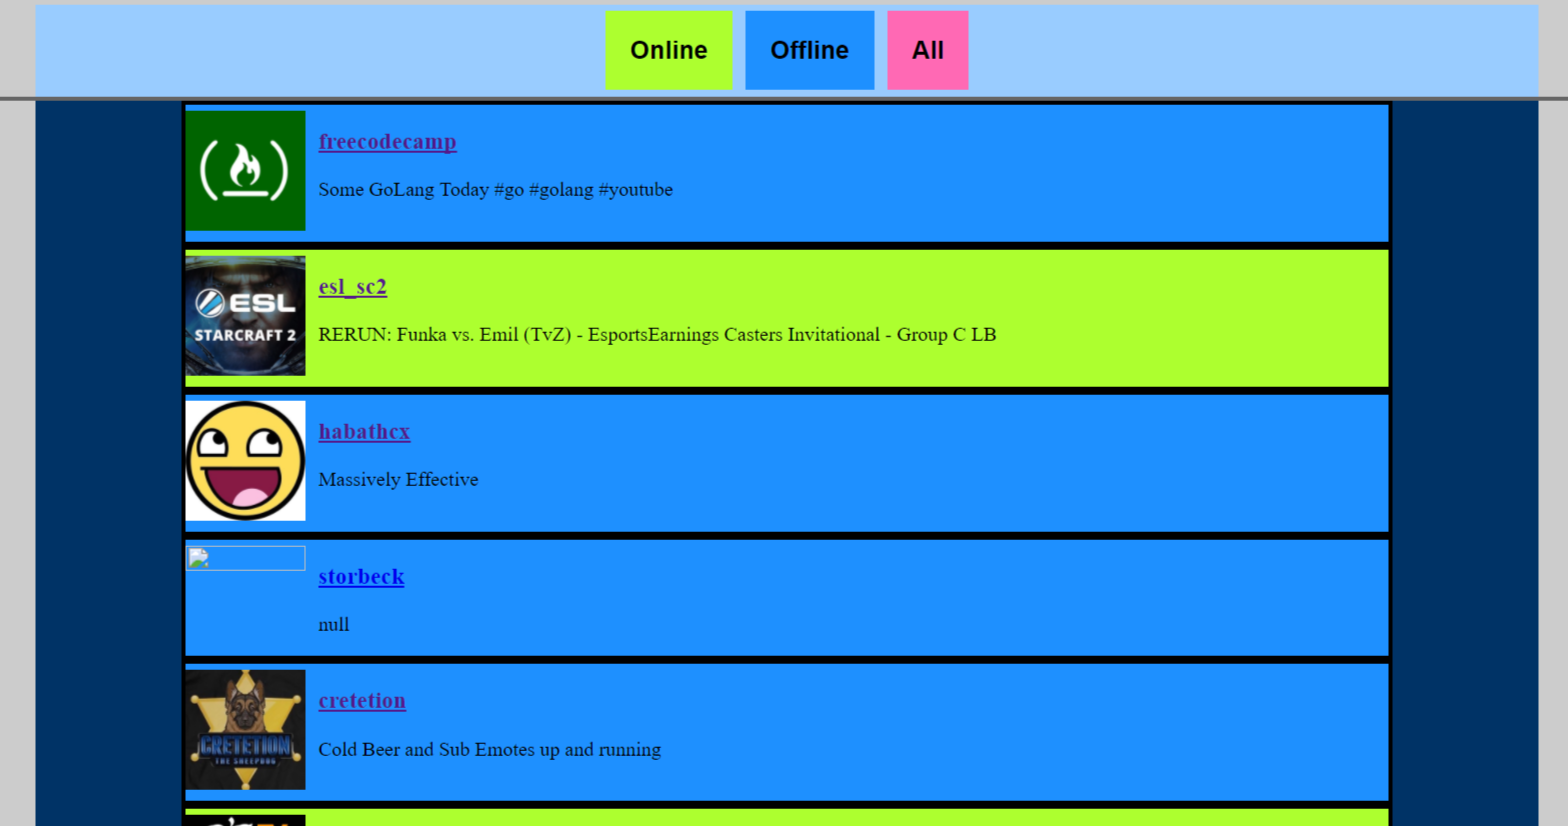 Online Offline All
freecodecamp
Some GoLang Today #go #golang #youtube
ESL
STARCRAFT 2
esl_sc2
RERUN: Funka vs. Emil (TvZ) - EsportsEarnings Casters Invitational - Group C LB
habathcx
Massively Effective
storbeck
null
CRETETION
THE SHEEPDOG
cretetion
Cold Beer and Sub Emotes up and running